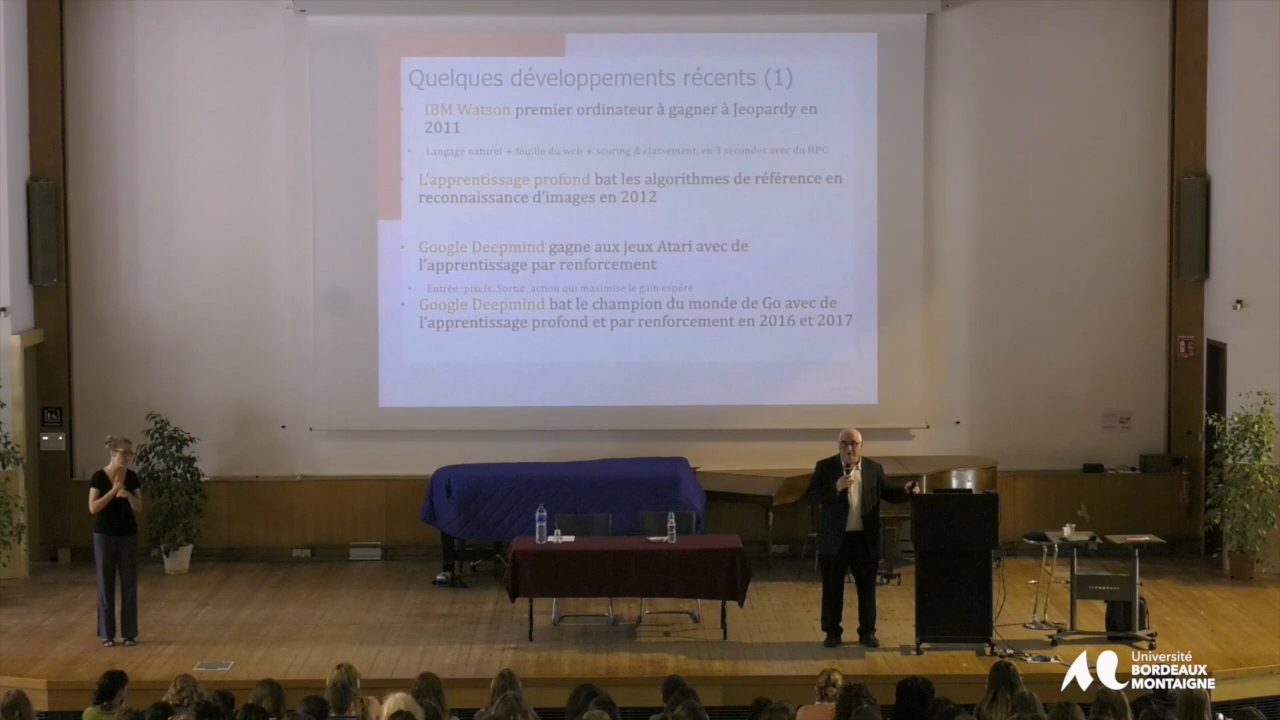 Quelques développements récents (1)
IBM Watson premier ordinateur à gagner à Jeopardy en
2011
Langage naturel + fouille du web + scoring & classement, en 3 secondes avec du HPC
L'apprentissage profond bat les algorithmes de référence en
reconnaissance d'images en 2012
Google Deepmind gagne aux jeux Atari avec de
l'apprentissage par renforcement
Entrée: pixels; Sortie: action qui maximise le gain espéré
Google Deepmind bat le champion du monde de Go avec de
l'apprentissage profond et par renforcement en 2016 et 2017
Université
BORDEAUX
MONTAIGNE